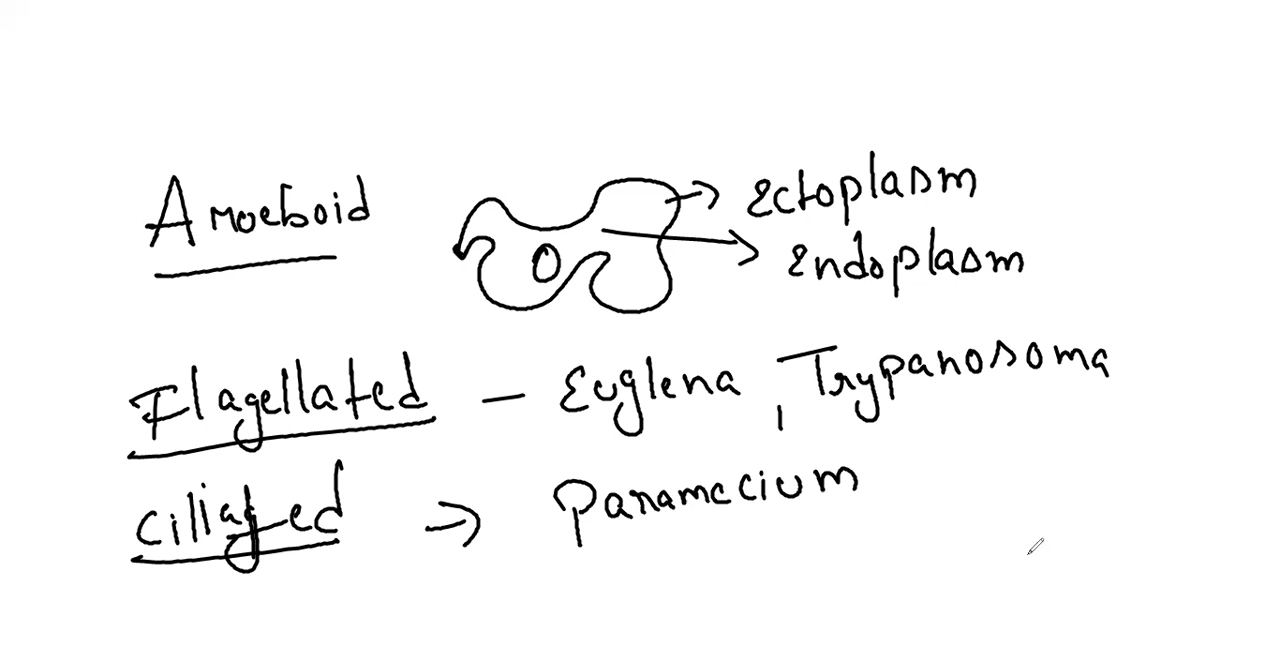 Amoeboid
Ectoplasm
Endoplasm
Flagellated – Euglena, Trypanosoma
Ciliated → Paramecium